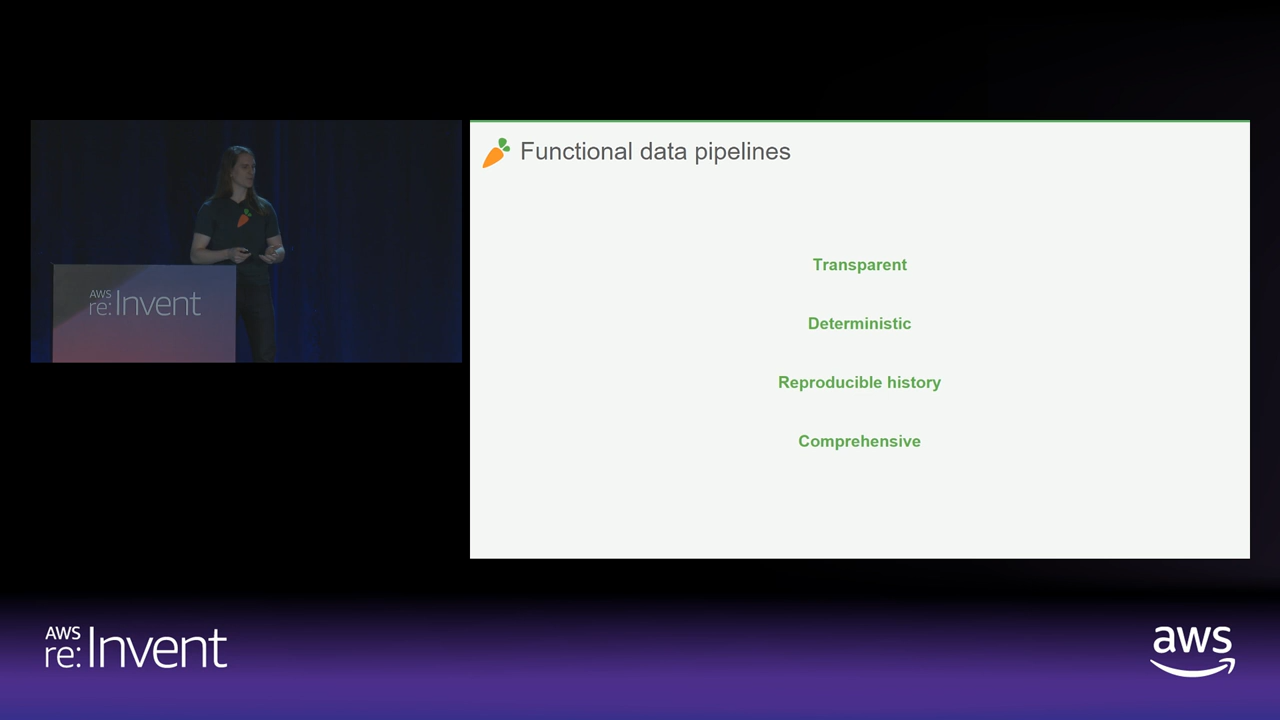 Functional data pipelines
Transparent
Deterministic
Reproducible history
Comprehensive
AWS
re:Invent
AWS
re:Invent
aws